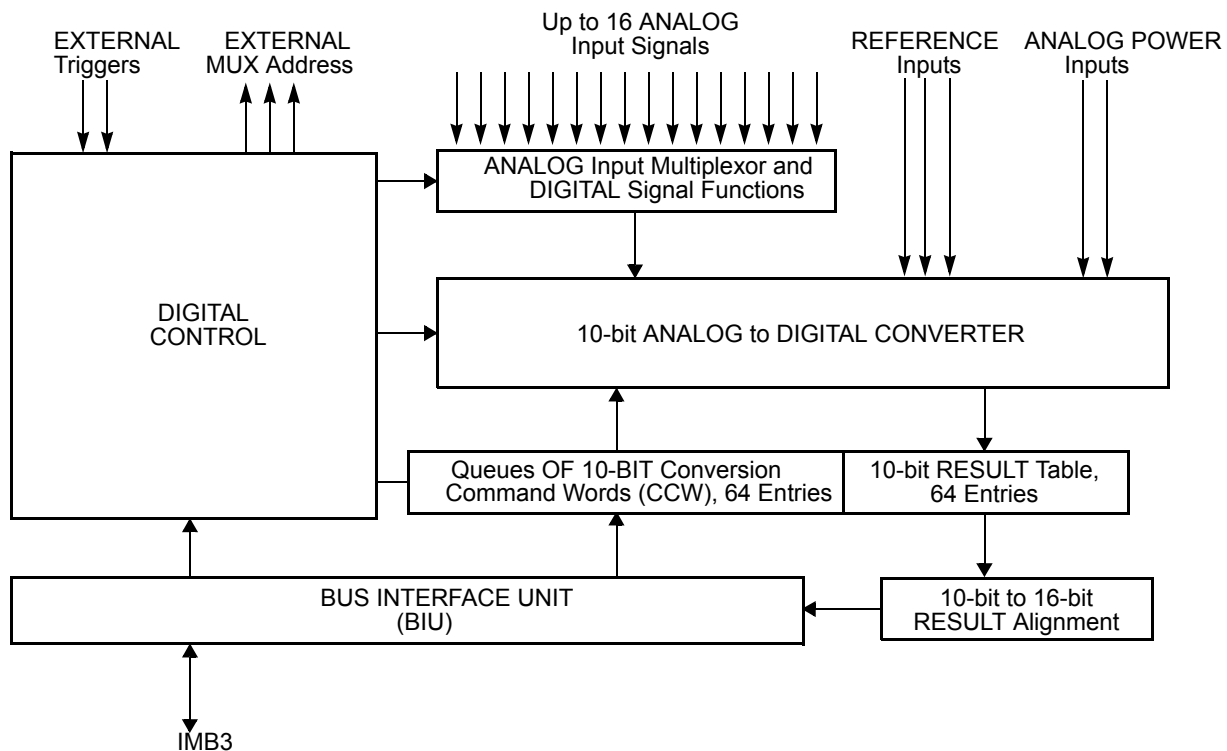 EXTERNAL
Triggers
EXTERNAL
MUX Address
Up to 16 ANALOG
Input Signals
REFERENCE
Inputs
ANALOG POWER
Inputs
ANALOG Input Multiplexor and
DIGITAL Signal Functions
DIGITAL
CONTROL
10-bit ANALOG to DIGITAL CONVERTER
Queues OF 10-BIT Conversion
Command Words (CCW), 64 Entries
10-bit RESULT Table,
64 Entries
BUS INTERFACE UNIT
(BIU)
10-bit to 16-bit
RESULT Alignment
IMB3